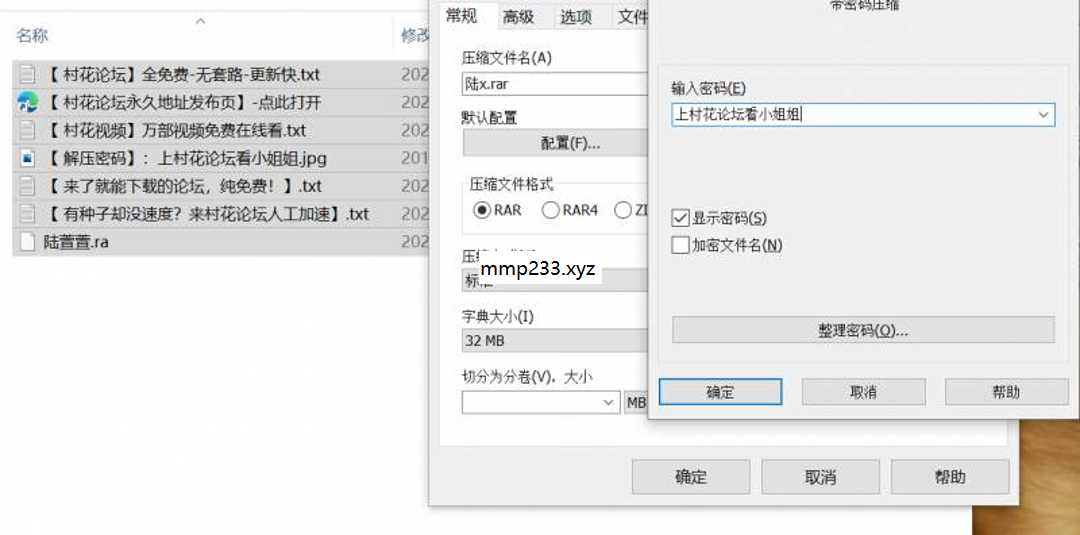 带密码压缩
常规 高级 选项 文件
名称 修改
压缩文件名(A)
陆x.rar
输入密码(E)
上村花论坛看小姐姐
【 村花论坛】全免费-无套路-更新快.txt 202
【 村花论坛永久地址发布页】-点此打开 202
【 村花视频】万部视频免费在线看.txt 202
【 解压密码】：上村花论坛看小姐姐.jpg 201
【 来了就能下载的论坛，纯免费！】.txt 202
【 有种子却没速度？来村花论坛人工加速】.txt 202
陆萱萱.ra 202
默认配置
配置(F)...
压缩文件格式
RAR RAR4 ZI
显示密码(S)
加密文件名(N)
mmp233.xyz
标准
字典大小(I)
32 MB
整理密码(O)...
切分为分卷(V)，大小
MB
确定 取消 帮助
确定 取消 帮助